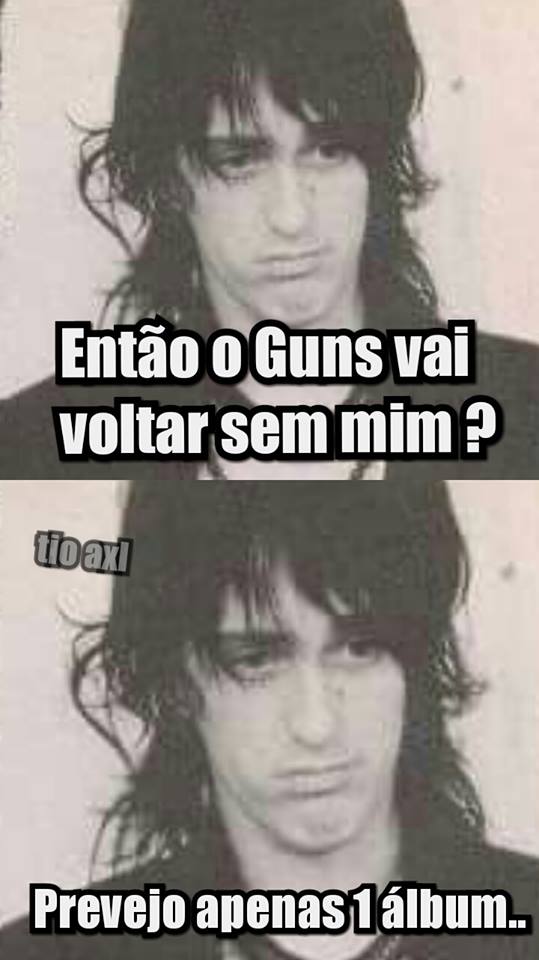 Então o Guns vai
voltar sem mim ?
tio axl
Prevejo apenas 1 álbum..